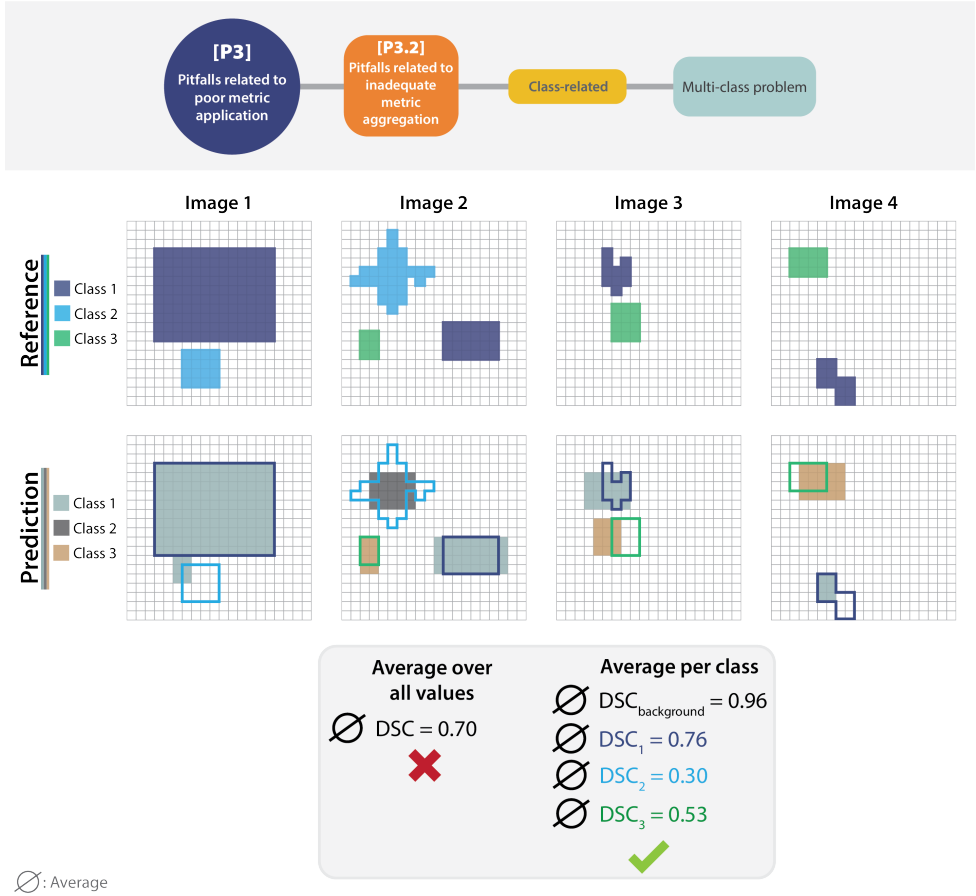 [P3]
Pitfalls related to
poor metric
application
[P3.2]
Pitfalls related to
inadequate
metric
aggregation
Class-related
Multi-class problem
Image 1
Image 2
Image 3
Image 4
Reference
Class 1
Class 2
Class 3
Prediction
Class 1
Class 2
Class 3
Average over
all values
∅ DSC = 0.70
Average per class
∅ DSC background = 0.96
∅ DSC1 = 0.76
∅ DSC2 = 0.30
∅ DSC3 = 0.53
∅: Average